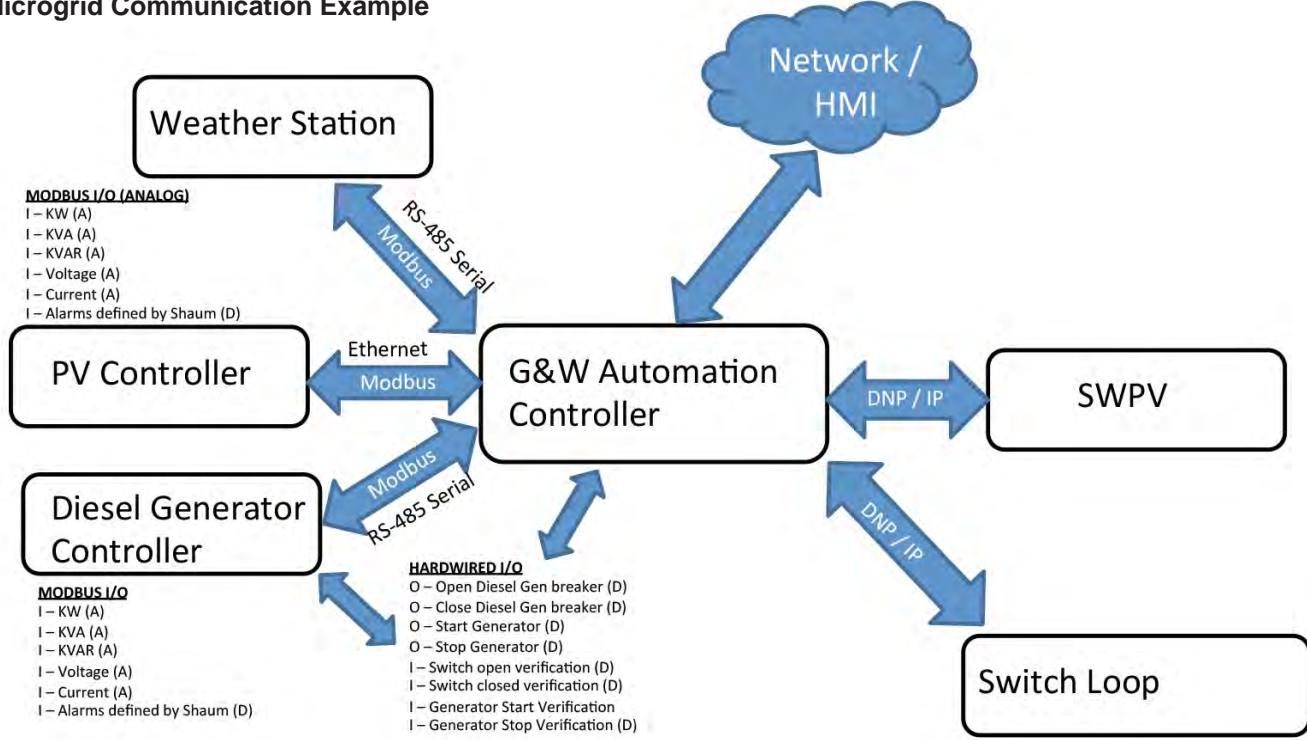 Microgrid Communication Example
Network /
HMI
Weather Station
RS-485 Serial
Modbus
MODBUS I/O (ANALOG)
I – KW (A)
I – KVA (A)
I – KVAR (A)
I – Voltage (A)
I – Current (A)
I – Alarms defined by Shaum (D)
PV Controller
Ethernet
Modbus
G&W Automation
Controller
DNP / IP
SWPV
Diesel Generator
Controller
Modbus
RS-485 Serial
DNP / IP
MODBUS I/O
I – KW (A)
I – KVA (A)
I – KVAR (A)
I – Voltage (A)
I – Current (A)
I – Alarms defined by Shaum (D)
HARDWIRED I/O
O – Open Diesel Gen breaker (D)
O – Close Diesel Gen breaker (D)
O – Start Generator (D)
O – Stop Generator (D)
I – Switch open verification (D)
I – Switch closed verification (D)
I – Generator Start Verification
I – Generator Stop Verification (D)
Switch Loop